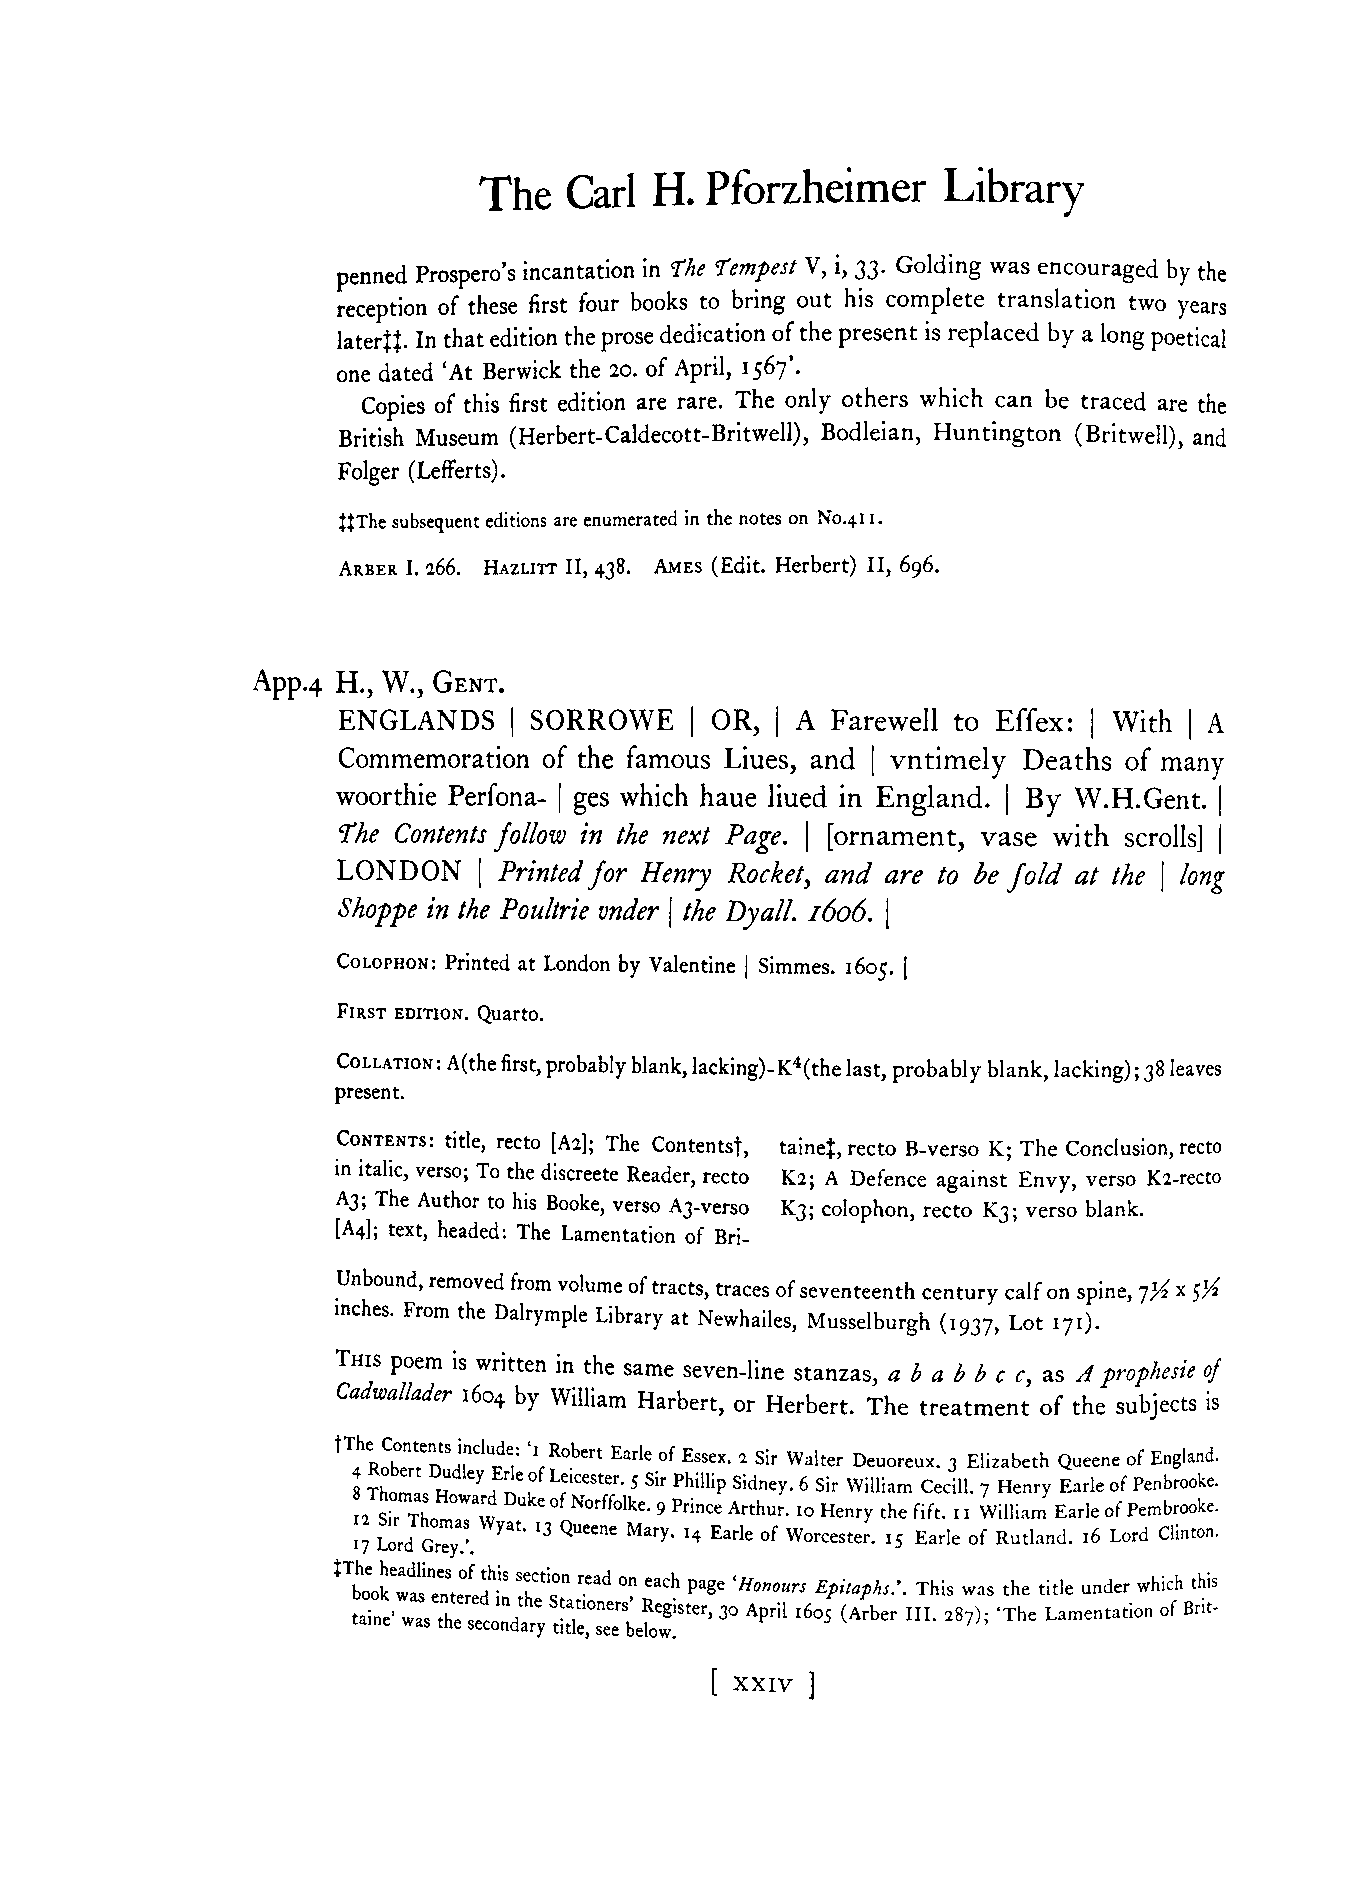 The Carl H. Pforzheimer Library
penned Prospero's incantation in The Tempest V, i, 33. Golding was encouraged by the
reception of these first four books to bring out his complete translation two years
later‡‡. In that edition the prose dedication of the present is replaced by a long poetical
one dated 'At Berwick the 20. of April, 1567'.
Copies of this first edition are rare. The only others which can be traced are the
British Museum (Herbert-Caldecott-Britwell), Bodleian, Huntington (Britwell), and
Folger (Lefferts).
‡‡The subsequent editions are enumerated in the notes on No.411.
ARBER I. 266. HAZLITT II, 438. AMES (Edit. Herbert) II, 696.
App.4 H., W., GENT.
ENGLANDS | SORROWE | OR, | A Farewell to Eſſex: | With | A
Commemoration of the famous Liues, and | vntimely Deaths of many
woorthie Perſona- | ges which haue liued in England. | By W.H.Gent. |
The Contents follow in the next Page. | [ornament, vase with scrolls] |
LONDON | Printed for Henry Rocket, and are to be ſold at the | long
Shoppe in the Poultrie vnder | the Dyall. 1606. |
COLOPHON: Printed at London by Valentine | Simmes. 1605. |
FIRST EDITION. Quarto.
COLLATION: A(the first, probably blank, lacking)-K⁴(the last, probably blank, lacking); 38 leaves
present.
CONTENTS: title, recto [A2]; The Contents†,
in italic, verso; To the discreete Reader, recto
A3; The Author to his Booke, verso A3-verso
[A4]; text, headed: The Lamentation of Bri-
taine‡, recto B-verso K; The Conclusion, recto
K2; A Defence against Envy, verso K2-recto
K3; colophon, recto K3; verso blank.
Unbound, removed from volume of tracts, traces of seventeenth century calf on spine, 7½ x 5½
inches. From the Dalrymple Library at Newhailes, Musselburgh (1937, Lot 171).
THIS poem is written in the same seven-line stanzas, a b a b b c c, as A prophesie of
Cadwallader 1604 by William Harbert, or Herbert. The treatment of the subjects is
†The Contents include: '1 Robert Earle of Essex. 2 Sir Walter Deuoreux. 3 Elizabeth Queene of England.
4 Robert Dudley Erle of Leicester. 5 Sir Phillip Sidney. 6 Sir William Cecill. 7 Henry Earle of Penbrooke.
8 Thomas Howard Duke of Norffolke. 9 Prince Arthur. 10 Henry the fift. 11 William Earle of Pembrooke.
12 Sir Thomas Wyat. 13 Queene Mary. 14 Earle of Worcester. 15 Earle of Rutland. 16 Lord Clinton.
17 Lord Grey.'.
‡The headlines of this section read on each page 'Honours Epitaphs.'. This was the title under which this
book was entered in the Stationers' Register, 30 April 1605 (Arber III. 287); 'The Lamentation of Brit-
taine' was the secondary title, see below.
[ XXIV ]